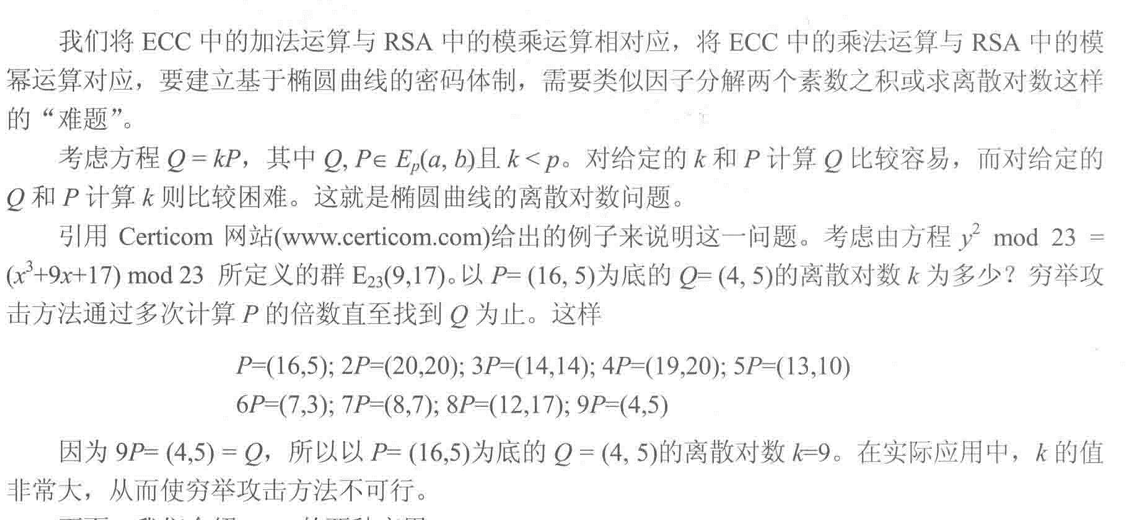 我们将 ECC 中的加法运算与 RSA 中的模乘运算相对应，将 ECC 中的乘法运算与 RSA 中的模
幂运算对应，要建立基于椭圆曲线的密码体制，需要类似因子分解两个素数之积或求离散对数这样
的“难题”。
考虑方程 Q = kP，其中 Q, P∈ Eₚ(a, b)且 k < p。对给定的 k 和 P 计算 Q 比较容易，而对给定的
Q 和 P 计算 k 则比较困难。这就是椭圆曲线的离散对数问题。
引用 Certicom 网站(www.certicom.com)给出的例子来说明这一问题。考虑由方程 y² mod 23 =
(x³+9x+17) mod 23 所定义的群 E₂₃(9,17)。以 P= (16, 5)为底的 Q= (4, 5)的离散对数 k 为多少？穷举攻
击方法通过多次计算 P 的倍数直至找到 Q 为止。这样
P=(16,5); 2P=(20,20); 3P=(14,14); 4P=(19,20); 5P=(13,10)
6P=(7,3); 7P=(8,7); 8P=(12,17); 9P=(4,5)
因为 9P= (4,5) = Q，所以以 P= (16,5)为底的 Q = (4, 5)的离散对数 k=9。在实际应用中，k 的值
非常大，从而使穷举攻击方法不可行。